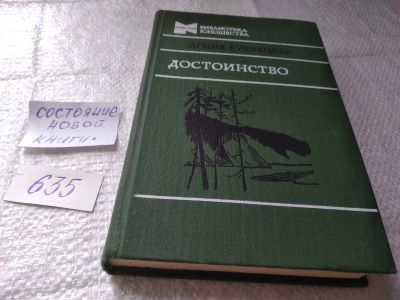 БИБЛИОТЕКА
ЮНОШЕСТВА
АГНИЯ КУЗНЕЦОВА
ДОСТОИНСТВО
СОСТОЯНИЕ
НОВОЙ
КНИГИ.
635